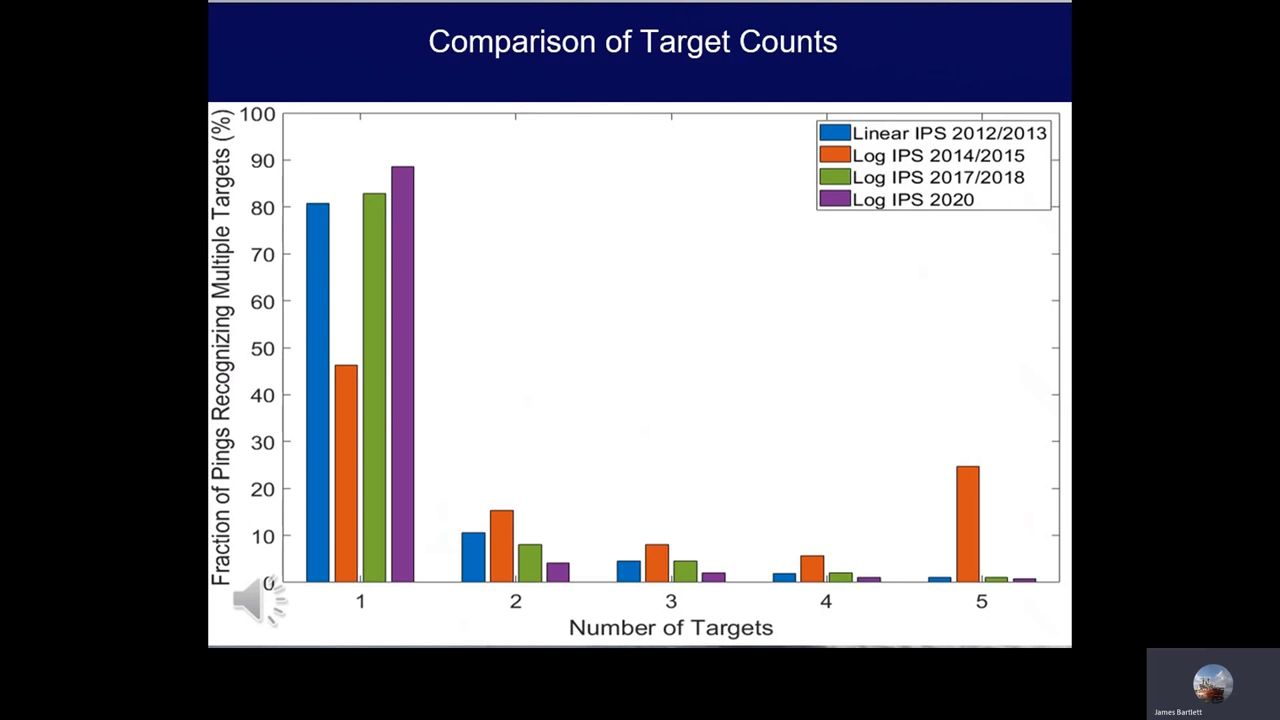 Comparison of Target Counts
Fraction of Pings Recognizing Multiple Targets (%)
100
90
80
70
60
50
40
30
20
10
0
Linear IPS 2012/2013
Log IPS 2014/2015
Log IPS 2017/2018
Log IPS 2020
1 2 3 4 5
Number of Targets
James Bartlett